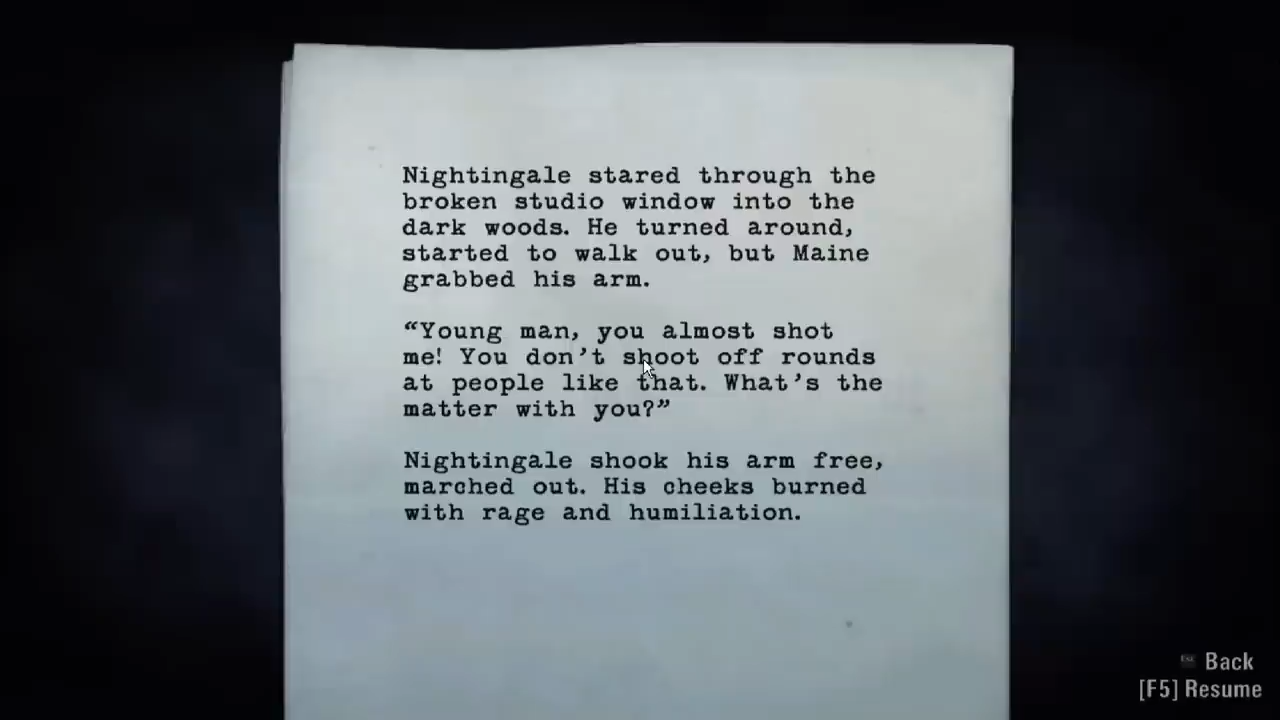 Nightingale stared through the
broken studio window into the
dark woods. He turned around,
started to walk out, but Maine
grabbed his arm.
“Young man, you almost shot
me! You don’t shoot off rounds
at people like that. What’s the
matter with you?”
Nightingale shook his arm free,
marched out. His cheeks burned
with rage and humiliation.
Esc Back
[F5] Resume